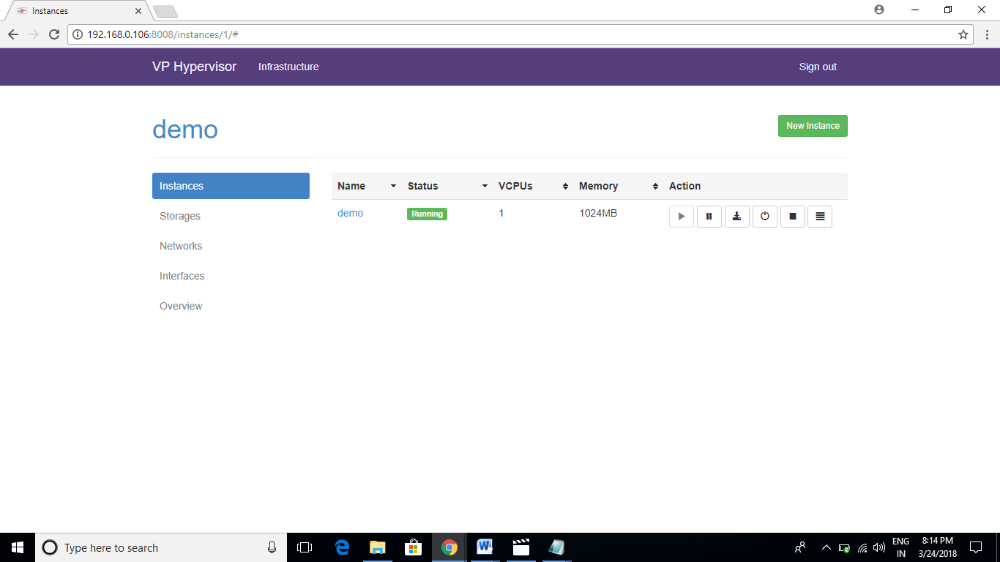 Instances
192.168.0.106:8008/instances/1/#
VP Hypervisor Infrastructure Sign out
demo New Instance
Instances
Storages
Networks
Interfaces
Overview
Name Status VCPUs Memory Action
demo Running 1 1024MB
Type here to search
ENG 8:14 PM
IN 3/24/2018